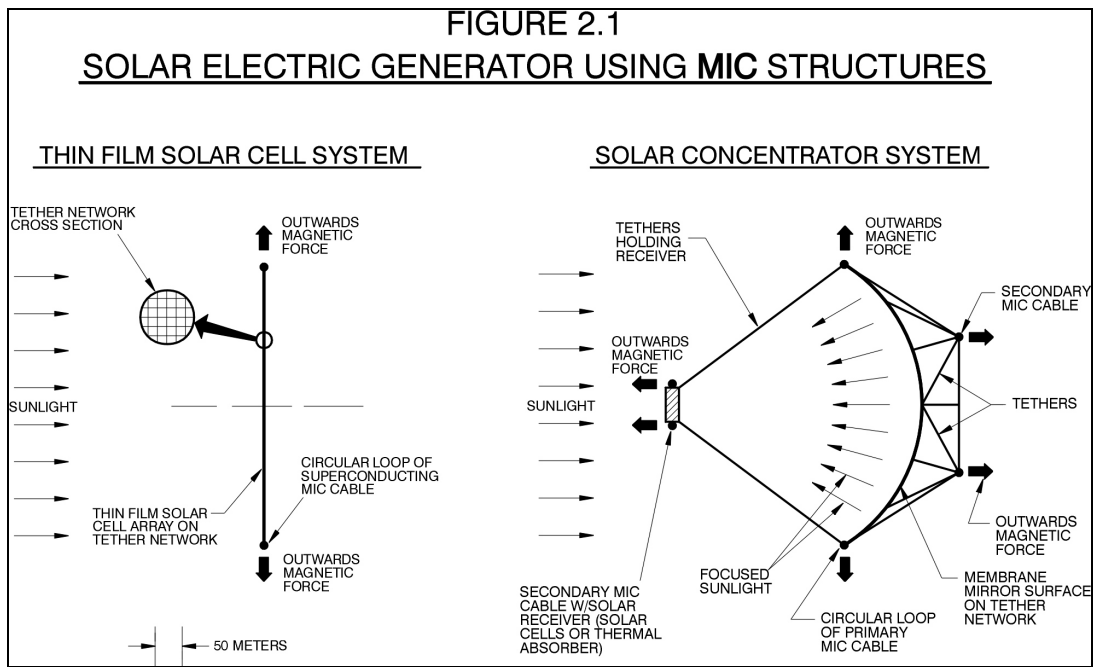 FIGURE 2.1
SOLAR ELECTRIC GENERATOR USING MIC STRUCTURES
THIN FILM SOLAR CELL SYSTEM
TETHER NETWORK
CROSS SECTION
OUTWARDS
MAGNETIC
FORCE
SUNLIGHT
CIRCULAR LOOP OF
SUPERCONDUCTING
MIC CABLE
THIN FILM SOLAR
CELL ARRAY ON
TETHER NETWORK
OUTWARDS
MAGNETIC
FORCE
50 METERS
SOLAR CONCENTRATOR SYSTEM
TETHERS
HOLDING
RECEIVER
OUTWARDS
MAGNETIC
FORCE
SECONDARY
MIC CABLE
OUTWARDS
MAGNETIC
FORCE
SUNLIGHT
TETHERS
OUTWARDS
MAGNETIC
FORCE
FOCUSED
SUNLIGHT
MEMBRANE
MIRROR SURFACE
ON TETHER
NETWORK
SECONDARY MIC
CABLE W/SOLAR
RECEIVER (SOLAR
CELLS OR THERMAL
ABSORBER)
CIRCULAR LOOP
OF PRIMARY
MIC CABLE